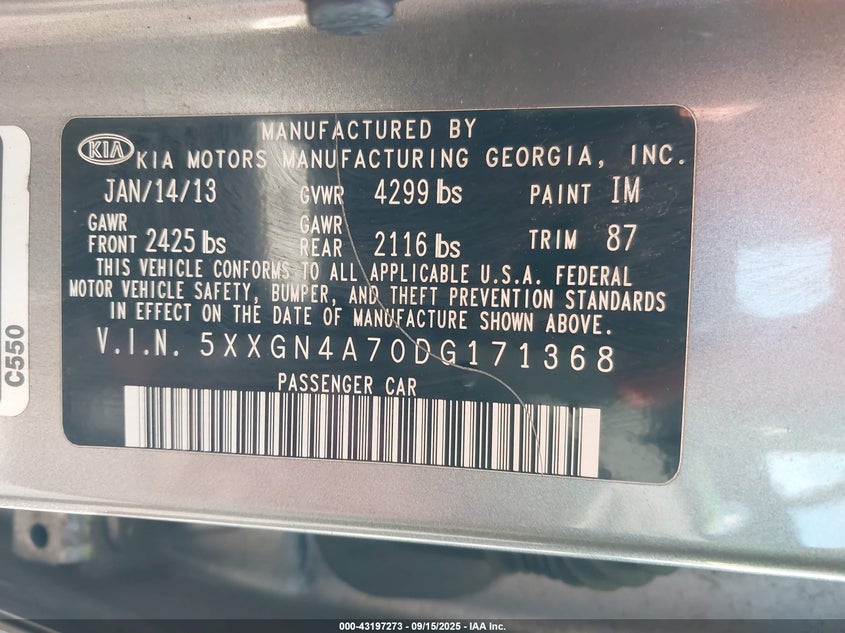 MANUFACTURED BY
KIA KIA MOTORS MANUFACTURING GEORGIA, INC.
JAN/14/13 GVWR 4299 lbs PAINT IM
GAWR FRONT 2425 lbs GAWR REAR 2116 lbs TRIM 87
THIS VEHICLE CONFORMS TO ALL APPLICABLE U.S.A. FEDERAL
MOTOR VEHICLE SAFETY, BUMPER, AND THEFT PREVENTION STANDARDS
IN EFFECT ON THE DATE OF MANUFACTURE SHOWN ABOVE.
V.I.N. 5XXGN4A70DG171368
PASSENGER CAR
C550
000-43197273 - 09/15/2025 - IAA Inc.